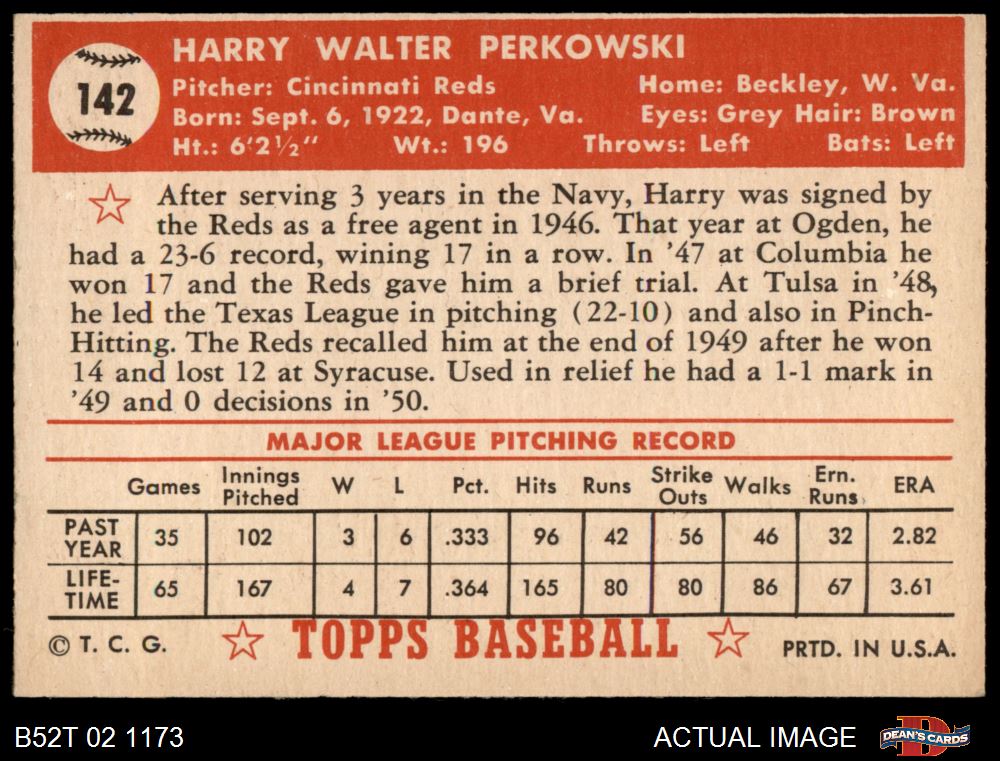 142
HARRY WALTER PERKOWSKI
Pitcher: Cincinnati Reds Home: Beckley, W. Va.
Born: Sept. 6, 1922, Dante, Va. Eyes: Grey Hair: Brown
Ht.: 6'2½" Wt.: 196 Throws: Left Bats: Left
After serving 3 years in the Navy, Harry was signed by
the Reds as a free agent in 1946. That year at Ogden, he
had a 23-6 record, wining 17 in a row. In '47 at Columbia he
won 17 and the Reds gave him a brief trial. At Tulsa in '48,
he led the Texas League in pitching (22-10) and also in Pinch-
Hitting. The Reds recalled him at the end of 1949 after he won
14 and lost 12 at Syracuse. Used in relief he had a 1-1 mark in
'49 and 0 decisions in '50.
MAJOR LEAGUE PITCHING RECORD
Games Innings Pitched W L Pct. Hits Runs Strike Outs Walks Ern. Runs ERA
PAST YEAR 35 102 3 6 .333 96 42 56 46 32 2.82
LIFE-TIME 65 167 4 7 .364 165 80 80 86 67 3.61
© T. C. G. TOPPS BASEBALL PRTD. IN U.S.A.
B52T 02 1173 ACTUAL IMAGE DEAN'S CARDS